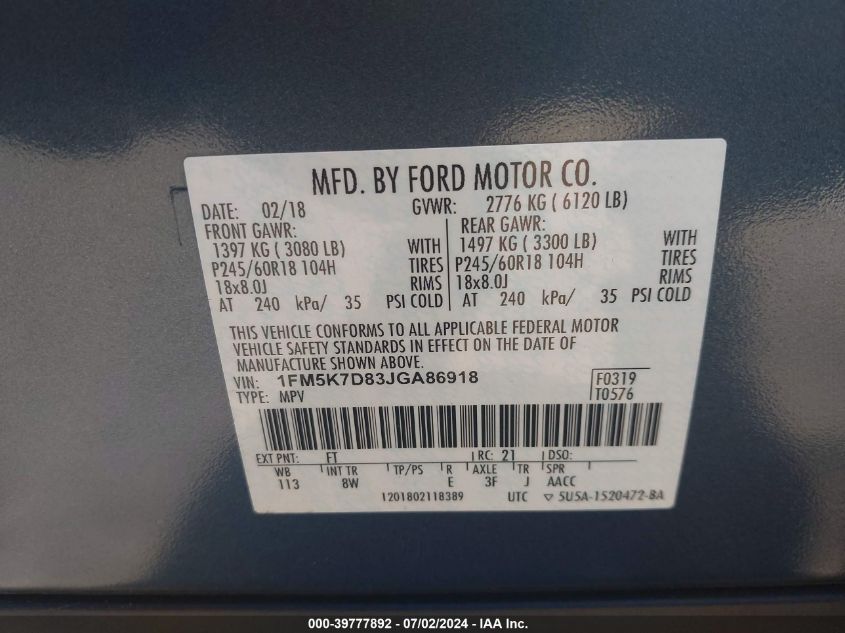 MFD. BY FORD MOTOR CO.
DATE: 02/18 GVWR: 2776 KG ( 6120 LB)
FRONT GAWR: REAR GAWR:
1397 KG ( 3080 LB) WITH 1497 KG ( 3300 LB) WITH
P245/60R18 104H TIRES P245/60R18 104H TIRES
18x8.0J RIMS 18x8.0J RIMS
AT 240 kPa/ 35 PSI COLD AT 240 kPa/ 35 PSI COLD
THIS VEHICLE CONFORMS TO ALL APPLICABLE FEDERAL MOTOR
VEHICLE SAFETY STANDARDS IN EFFECT ON THE DATE OF
MANUFACTURE SHOWN ABOVE.
VIN: 1FM5K7D83JGA86918 F0319
TYPE: MPV T0576
EXT PNT: FT RC: 21 DSO:
WB INT TR TP/PS R AXLE TR SPR
113 8W E 3F J AACC
1201802118389 UTC ▽ 5U5A-1520472-BA
000-39777892 - 07/02/2024 - IAA Inc.